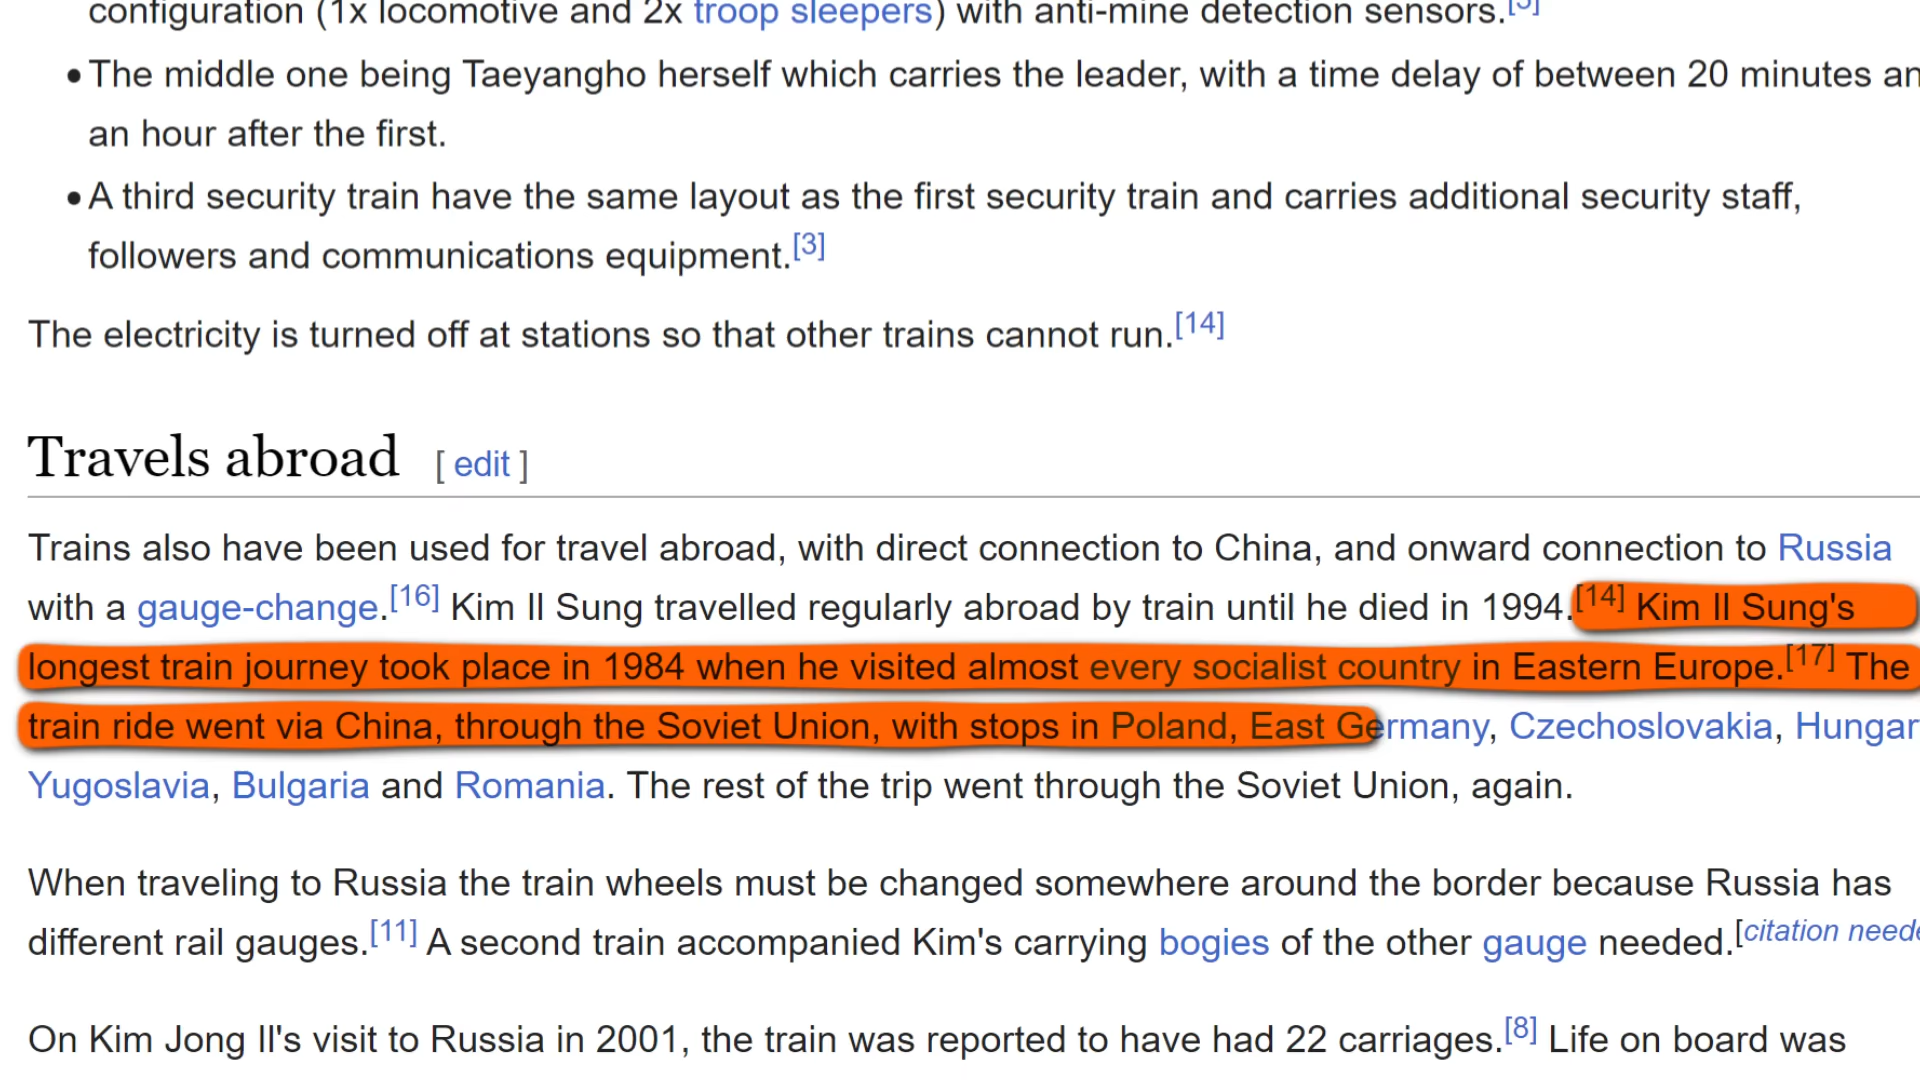 configuration (1x locomotive and 2x troop sleepers) with anti-mine detection sensors.[3]
• The middle one being Taeyangho herself which carries the leader, with a time delay of between 20 minutes an
an hour after the first.
• A third security train have the same layout as the first security train and carries additional security staff,
followers and communications equipment.[3]
The electricity is turned off at stations so that other trains cannot run.[14]
Travels abroad [ edit ]
Trains also have been used for travel abroad, with direct connection to China, and onward connection to Russia
with a gauge-change.[16] Kim Il Sung travelled regularly abroad by train until he died in 1994.[14] Kim Il Sung's
longest train journey took place in 1984 when he visited almost every socialist country in Eastern Europe.[17] The
train ride went via China, through the Soviet Union, with stops in Poland, East Germany, Czechoslovakia, Hungar
Yugoslavia, Bulgaria and Romania. The rest of the trip went through the Soviet Union, again.
When traveling to Russia the train wheels must be changed somewhere around the border because Russia has
different rail gauges.[11] A second train accompanied Kim's carrying bogies of the other gauge needed.[citation neede
On Kim Jong Il's visit to Russia in 2001, the train was reported to have had 22 carriages.[8] Life on board was